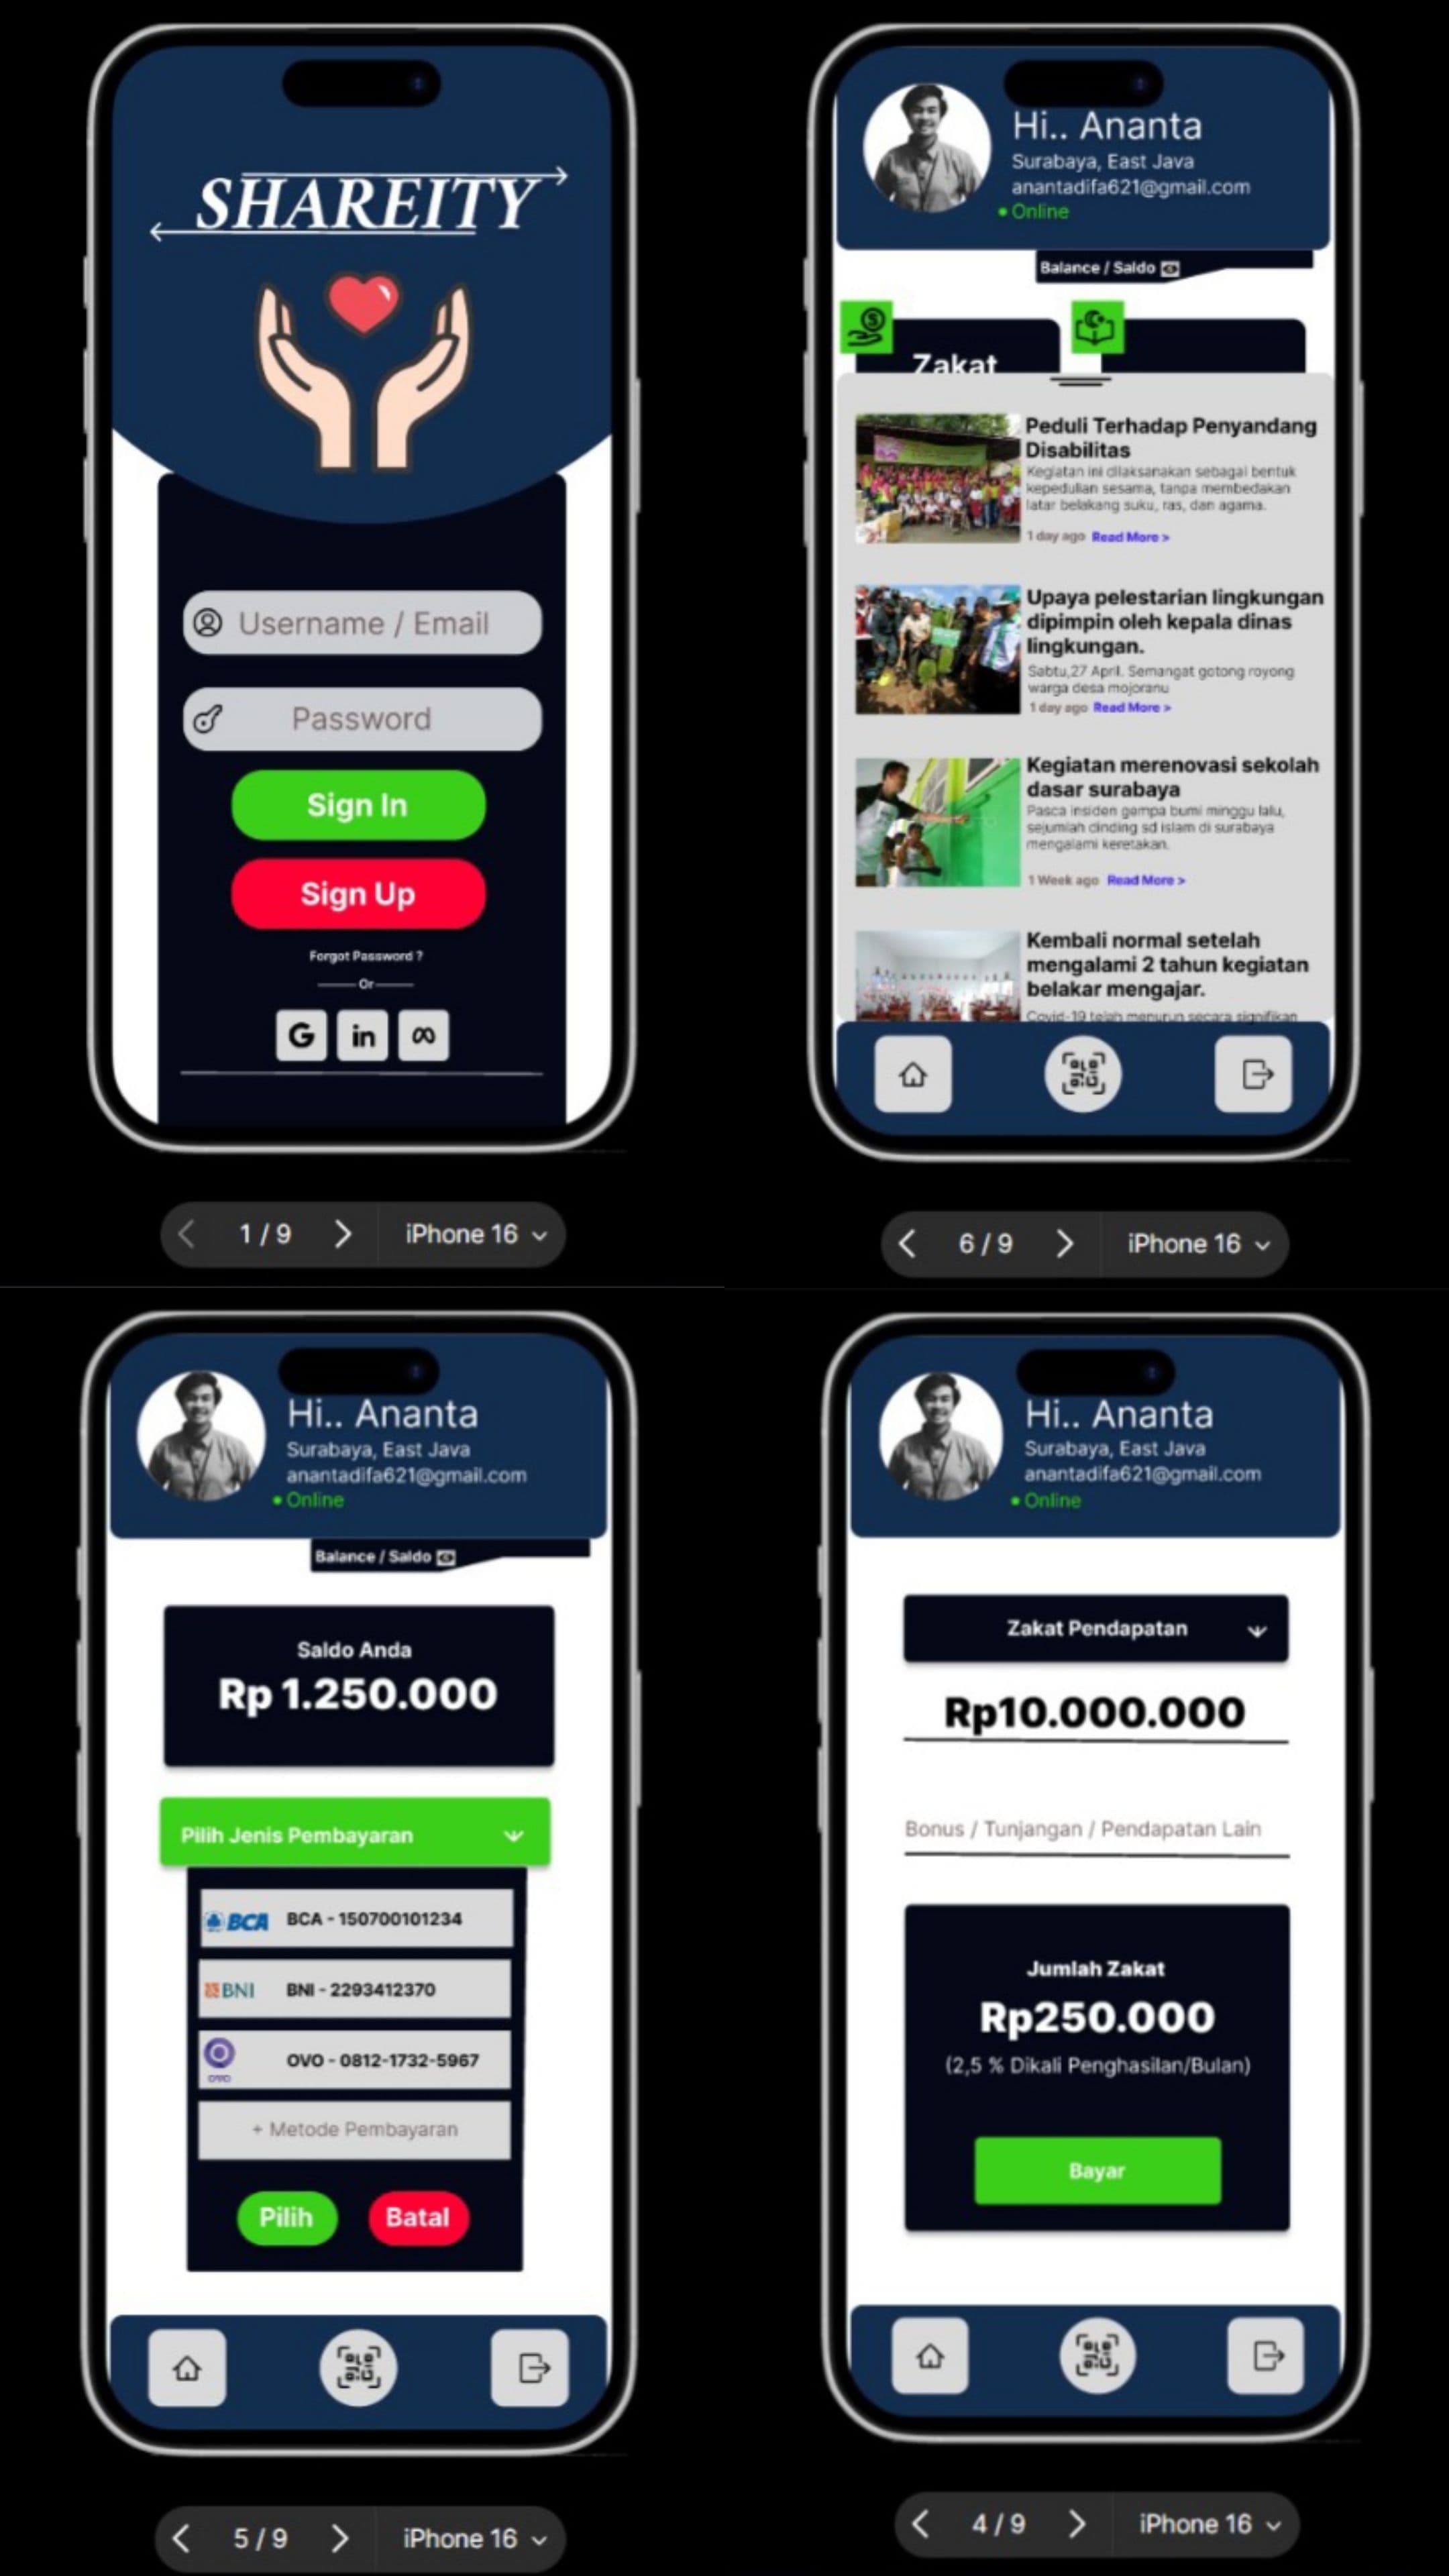 SHAREITY
Username / Email
Password
Sign In
Sign Up
Forgot Password ?
Or
G in
1 / 9
iPhone 16
Hi.. Ananta
Surabaya, East Java
anantadifa621@gmail.com
• Online
Balance / Saldo
Zakat
Peduli Terhadap Penyandang
Disabilitas
Kegiatan ini dilaksanakan sebagai bentuk
kepedulian sesama, tanpa membedakan
latar belakang suku, ras, dan agama.
1 day ago Read More >
Upaya pelestarian lingkungan
dipimpin oleh kepala dinas
lingkungan.
Sabtu,27 April. Semangat gotong royong
warga desa mojoranu
1 day ago Read More >
Kegiatan merenovasi sekolah
dasar surabaya
Pasca insiden gempa bumi minggu lalu,
sejumlah dinding sd islam di surabaya
mengalami keretakan.
1 Week ago Read More >
Kembali normal setelah
mengalami 2 tahun kegiatan
belakar mengajar.
Covid-19 telah menurun secara signifikan
6 / 9
iPhone 16
Hi.. Ananta
Surabaya, East Java
anantadifa621@gmail.com
• Online
Balance / Saldo
Saldo Anda
Rp 1.250.000
Pilih Jenis Pembayaran
BCA BCA - 150700101234
BNI BNI - 2293412370
OVO OVO - 0812-1732-5967
+ Metode Pembayaran
Pilih Batal
5 / 9
iPhone 16
Hi.. Ananta
Surabaya, East Java
anantadifa621@gmail.com
• Online
Zakat Pendapatan
Rp10.000.000
Bonus / Tunjangan / Pendapatan Lain
Jumlah Zakat
Rp250.000
(2,5 % Dikali Penghasilan/Bulan)
Bayar
4 / 9
iPhone 16